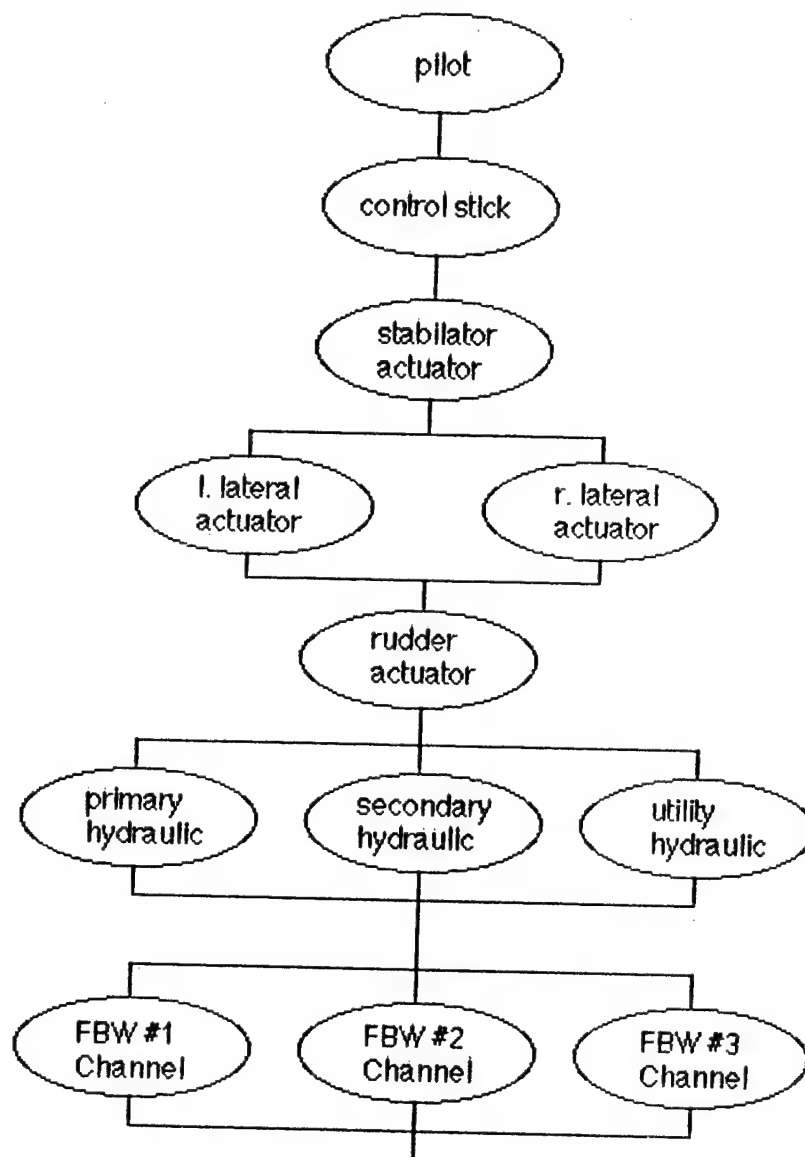 pilot
control stick
stabilator
actuator
l. lateral
actuator
r. lateral
actuator
rudder
actuator
primary
hydraulic
secondary
hydraulic
utility
hydraulic
FBW #1
Channel
FBW #2
Channel
FBW #3
Channel